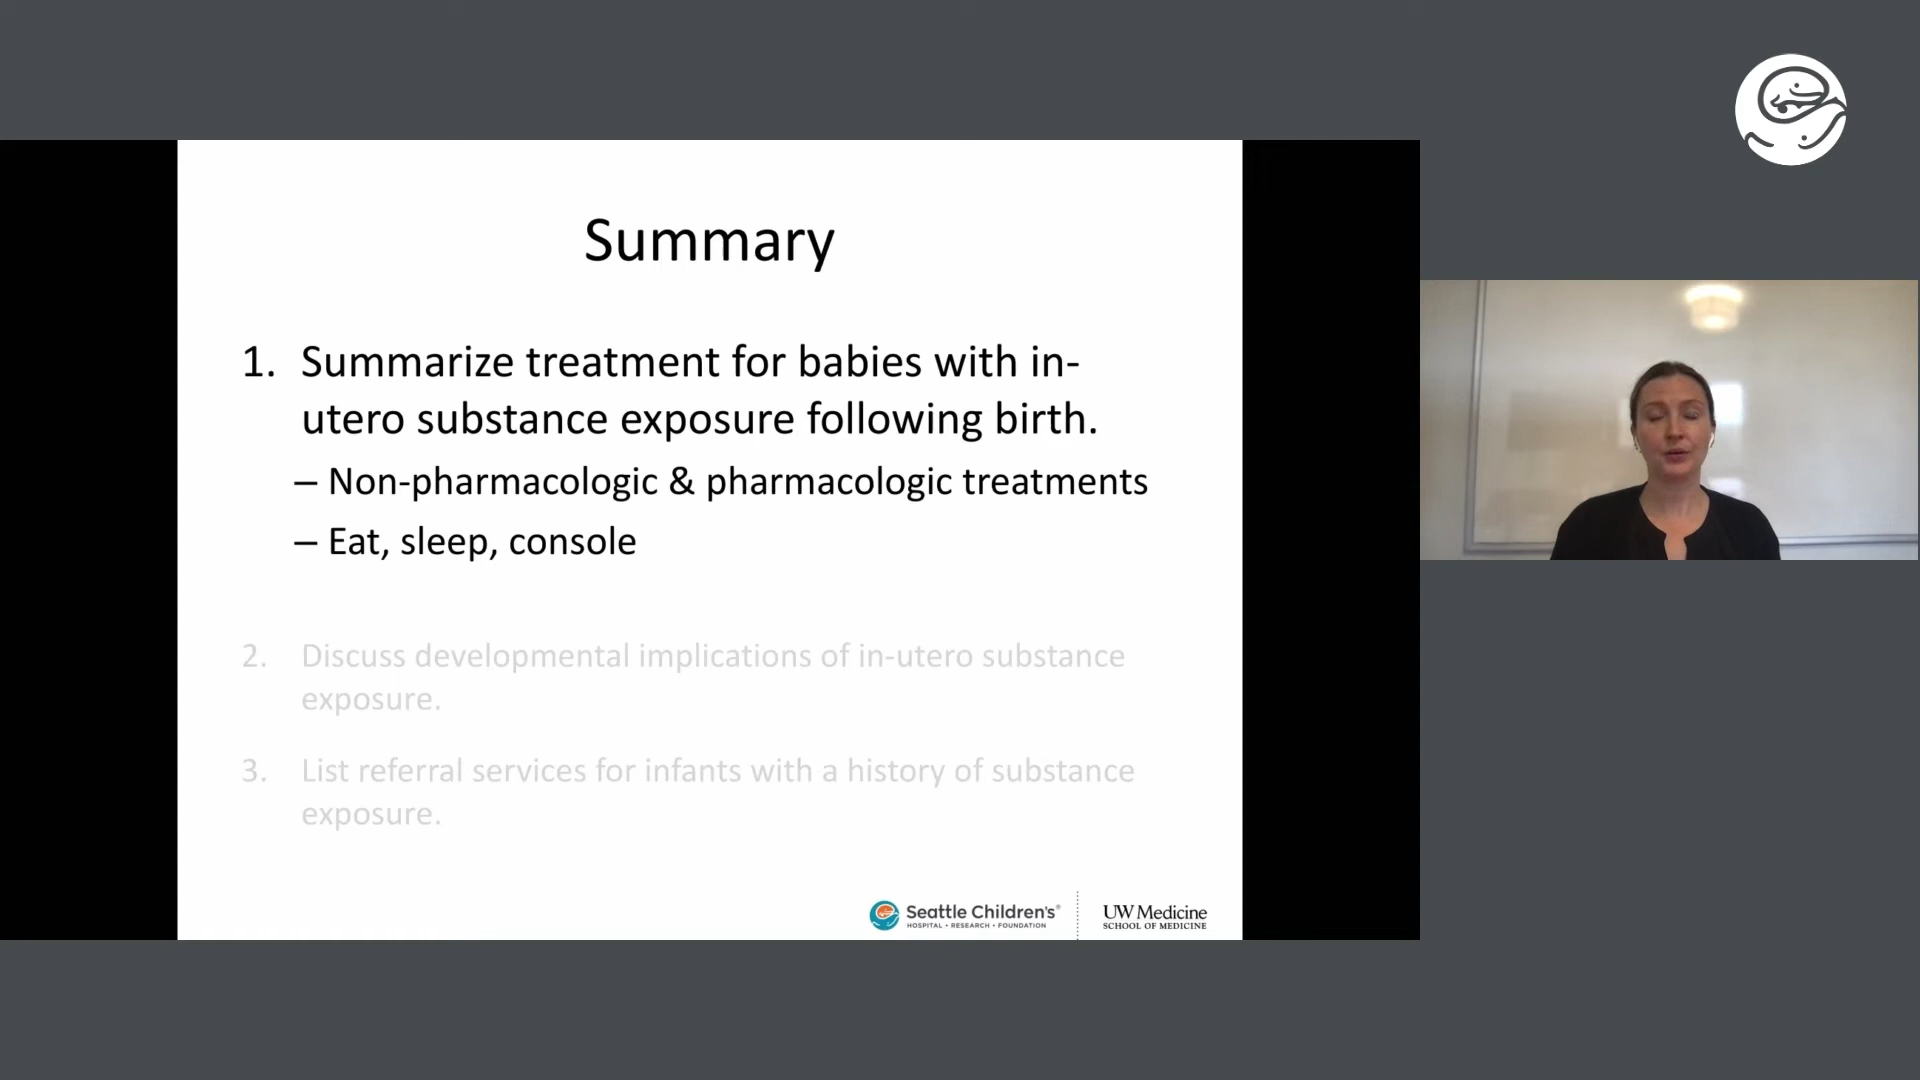 Summary
1. Summarize treatment for babies with in-
utero substance exposure following birth.
– Non-pharmacologic & pharmacologic treatments
– Eat, sleep, console
2. Discuss developmental implications of in-utero substance
exposure.
3. List referral services for infants with a history of substance
exposure.
Seattle Children's®
HOSPITAL • RESEARCH • FOUNDATION
UW Medicine
SCHOOL OF MEDICINE